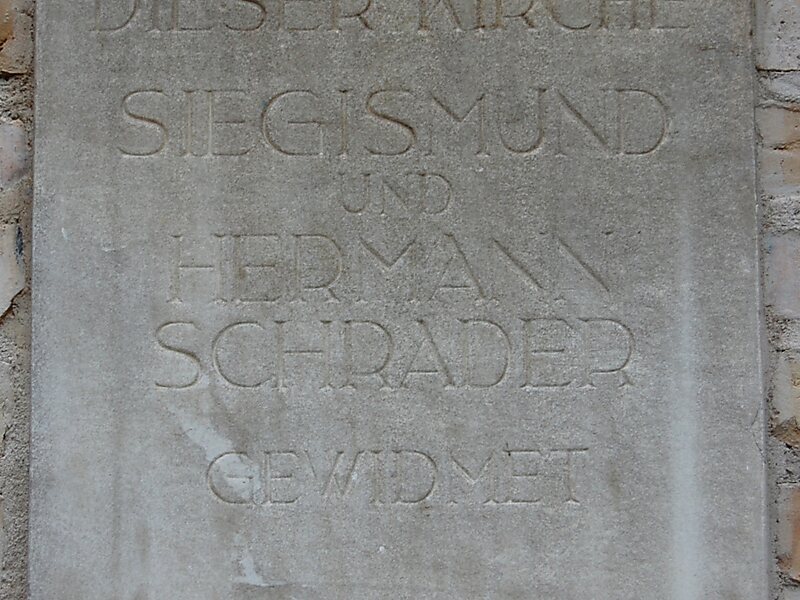 DIESER KIRCHE
SIEGISMUND
UND
HERMANN
SCHRADER
GEWIDMET